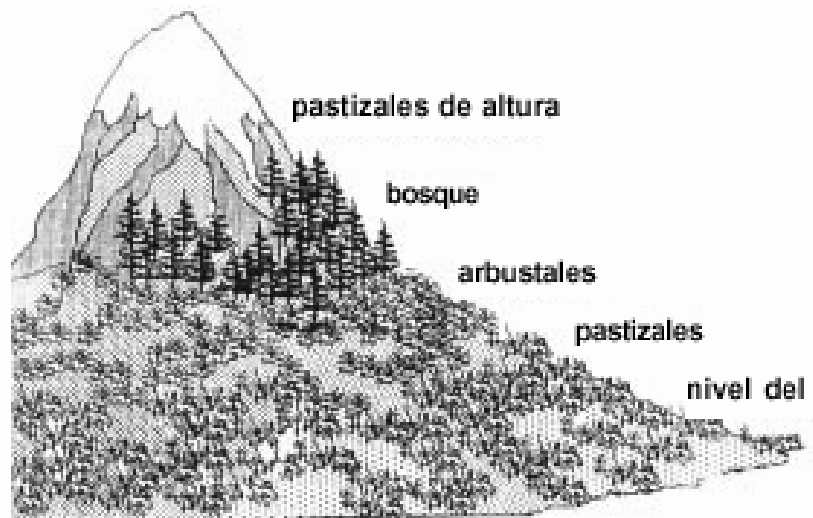 pastizales de altura
bosque
arbustales
pastizales
nivel del